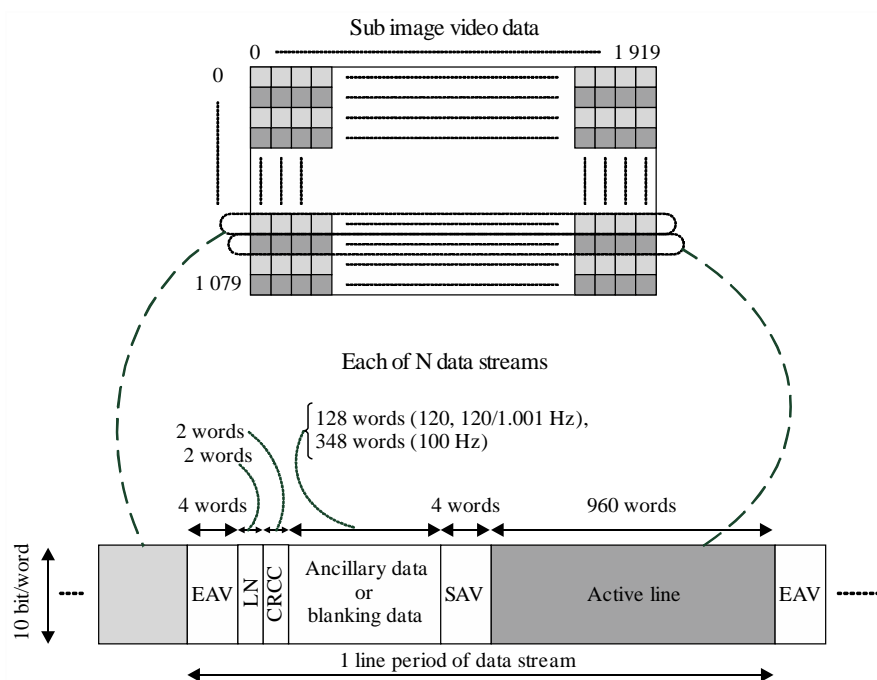 Sub image video data
0
1 919
0
1 079
Each of N data streams
128 words (120, 120/1.001 Hz),
348 words (100 Hz)
2 words
2 words
4 words
4 words
960 words
10 bit/word
EAV
LN
CRCC
Ancillary data
or
blanking data
SAV
Active line
EAV
1 line period of data stream